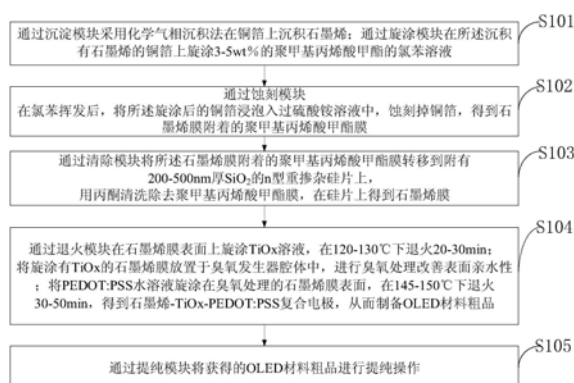 S101
通过沉淀模块采用化学气相沉积法在铜箔上沉积石墨烯；通过旋涂模块在所述沉积
有石墨烯的铜箔上旋涂3-5wt%的聚甲基丙烯酸甲酯的氯苯溶液
S102
通过蚀刻模块
在氯苯挥发后，将所述旋涂后的铜箔浸泡入过硫酸铵溶液中，蚀刻掉铜箔，得到石
墨烯膜附着的聚甲基丙烯酸甲酯膜
S103
通过清除模块将所述石墨烯膜附着的聚甲基丙烯酸甲酯膜转移到附有
200-500nm厚SiO₂的n型重掺杂硅片上，
用丙酮清洗除去聚甲基丙烯酸甲酯膜，在硅片上得到石墨烯膜
S104
通过退火模块在石墨烯膜表面上旋涂TiOx溶液，在120-130℃下退火20-30min；
将旋涂有TiOx的石墨烯膜放置于臭氧发生器腔体中，进行臭氧处理改善表面亲水性
；将PEDOT:PSS水溶液旋涂在臭氧处理的石墨烯膜表面，在145-150℃下退火
30-50min，得到石墨烯-TiOx-PEDOT:PSS复合电极，从而制备OLED材料粗品
S105
通过提纯模块将获得的OLED材料粗品进行提纯操作